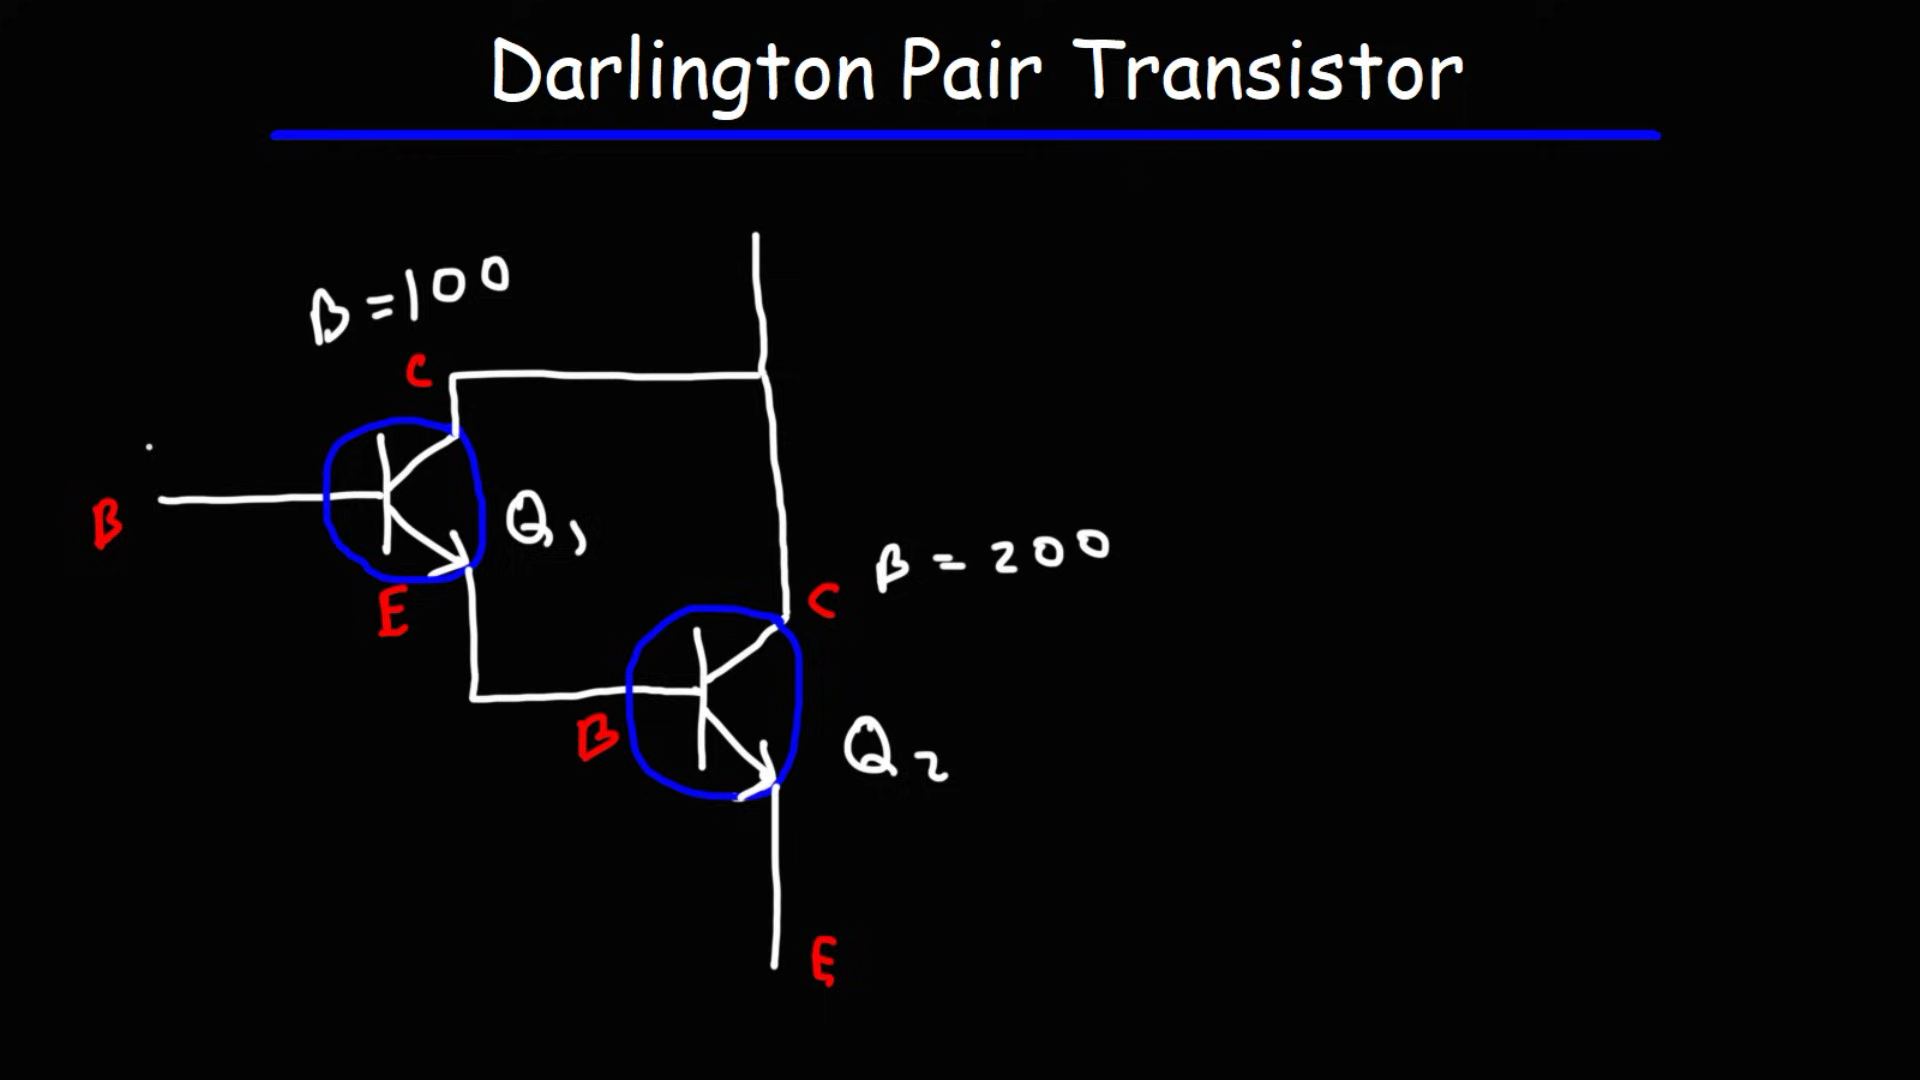 Darlington Pair Transistor
β = 100
C
B
Q1
E
β = 200
C
B
Q2
E